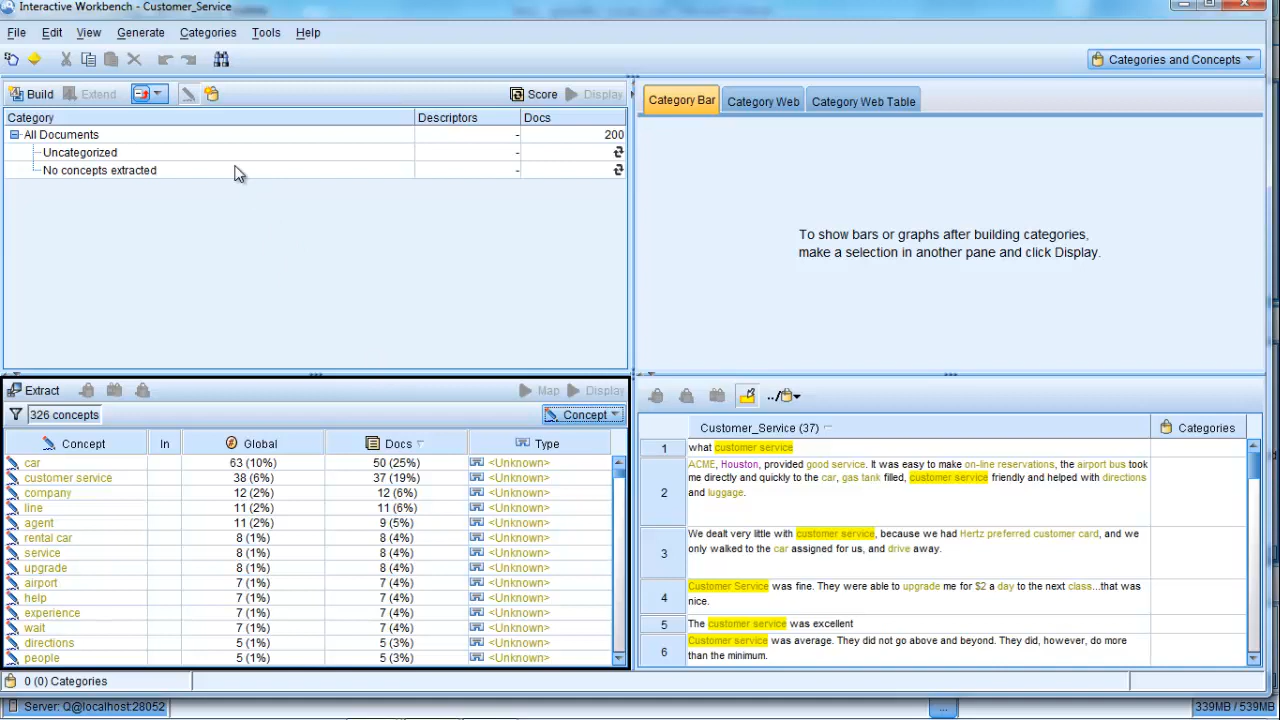 Interactive Workbench - Customer_Service
File Edit View Generate Categories Tools Help
Categories and Concepts
Build Extend Score Display
Category Descriptors Docs
All Documents - 200
Uncategorized -
No concepts extracted -
Category Bar Category Web Category Web Table
To show bars or graphs after building categories,
make a selection in another pane and click Display.
Extract Map Display
326 concepts Concept
Concept In Global Docs Type
car 63 (10%) 50 (25%) <Unknown>
customer service 38 (6%) 37 (19%) <Unknown>
company 12 (2%) 12 (6%) <Unknown>
line 11 (2%) 11 (6%) <Unknown>
agent 11 (2%) 9 (5%) <Unknown>
rental car 8 (1%) 8 (4%) <Unknown>
service 8 (1%) 8 (4%) <Unknown>
upgrade 8 (1%) 8 (4%) <Unknown>
airport 7 (1%) 7 (4%) <Unknown>
help 7 (1%) 7 (4%) <Unknown>
experience 7 (1%) 7 (4%) <Unknown>
wait 7 (1%) 7 (4%) <Unknown>
directions 5 (1%) 5 (3%) <Unknown>
people 5 (1%) 5 (3%) <Unknown>
../
Customer_Service (37) Categories
1 what customer service
ACME, Houston, provided good service. It was easy to make on-line reservations, the airport bus took
2 me directly and quickly to the car, gas tank filled, customer service friendly and helped with directions
and luggage.
We dealt very little with customer service, because we had Hertz preferred customer card, and we
3 only walked to the car assigned for us, and drive away.
4 Customer Service was fine. They were able to upgrade me for $2 a day to the next class...that was
nice.
5 The customer service was excellent
Customer service was average. They did not go above and beyond. They did, however, do more
6 than the minimum.
0 (0) Categories
Server: Q@localhost:28052 ... 339MB / 539MB